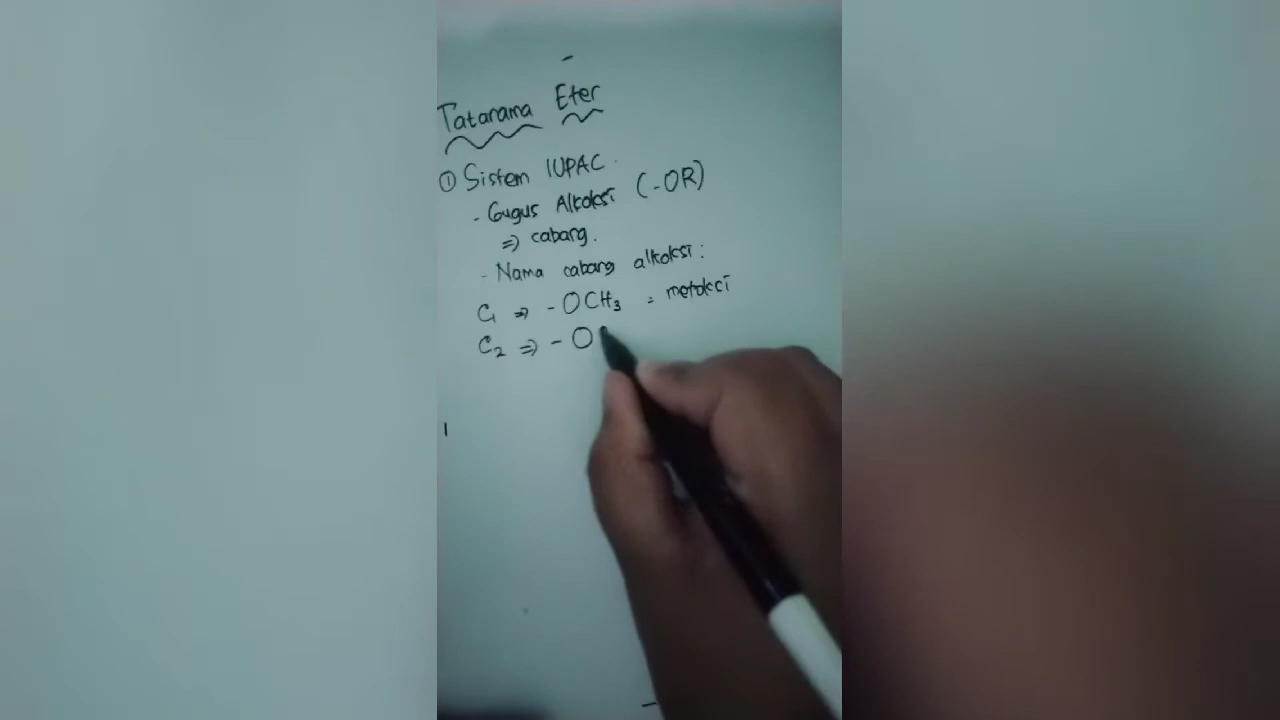 Tatanama Eter
① Sistem IUPAC.
- Gugus Alkoksi (-OR)
=> cabang.
- Nama cabang alkoksi:
C₁ => -OCH₃ = metoksi
C₂ => -O